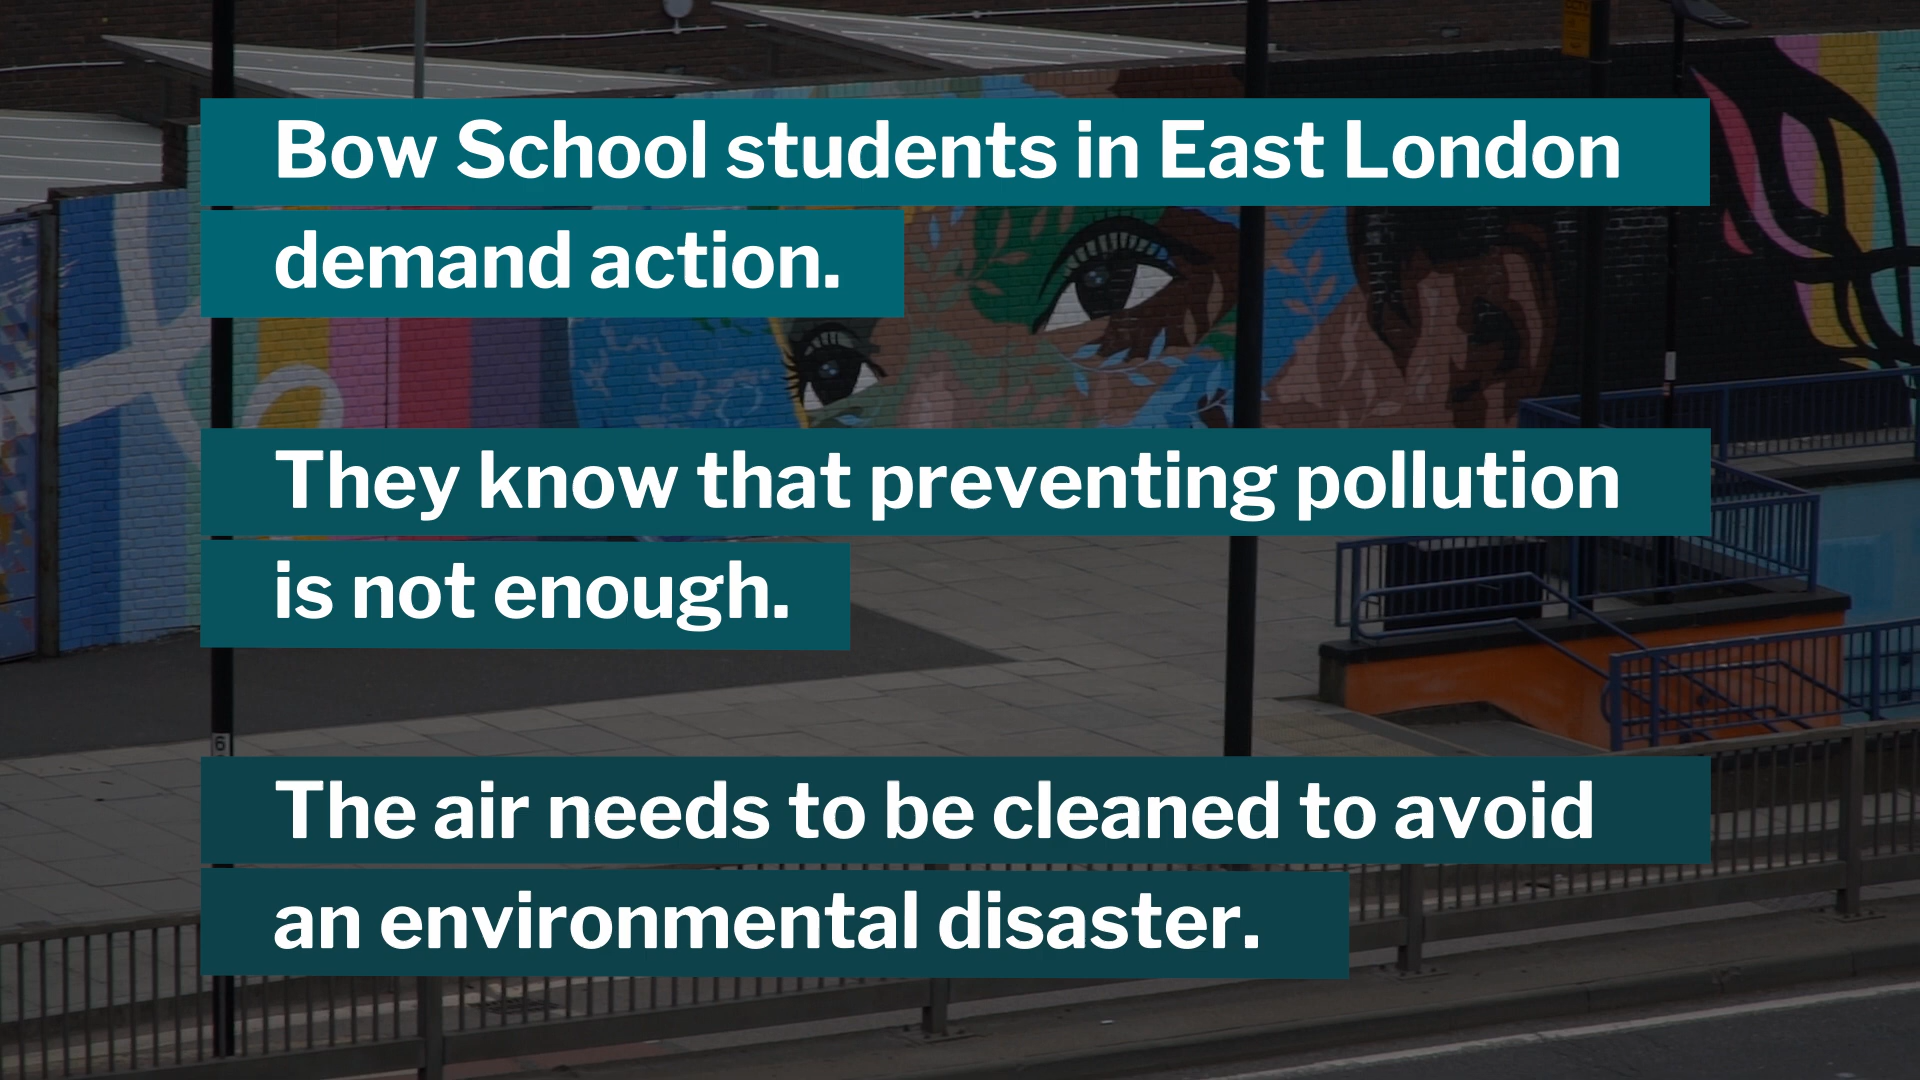 Bow School students in East London
demand action.
They know that preventing pollution
is not enough.
6
The air needs to be cleaned to avoid
an environmental disaster.